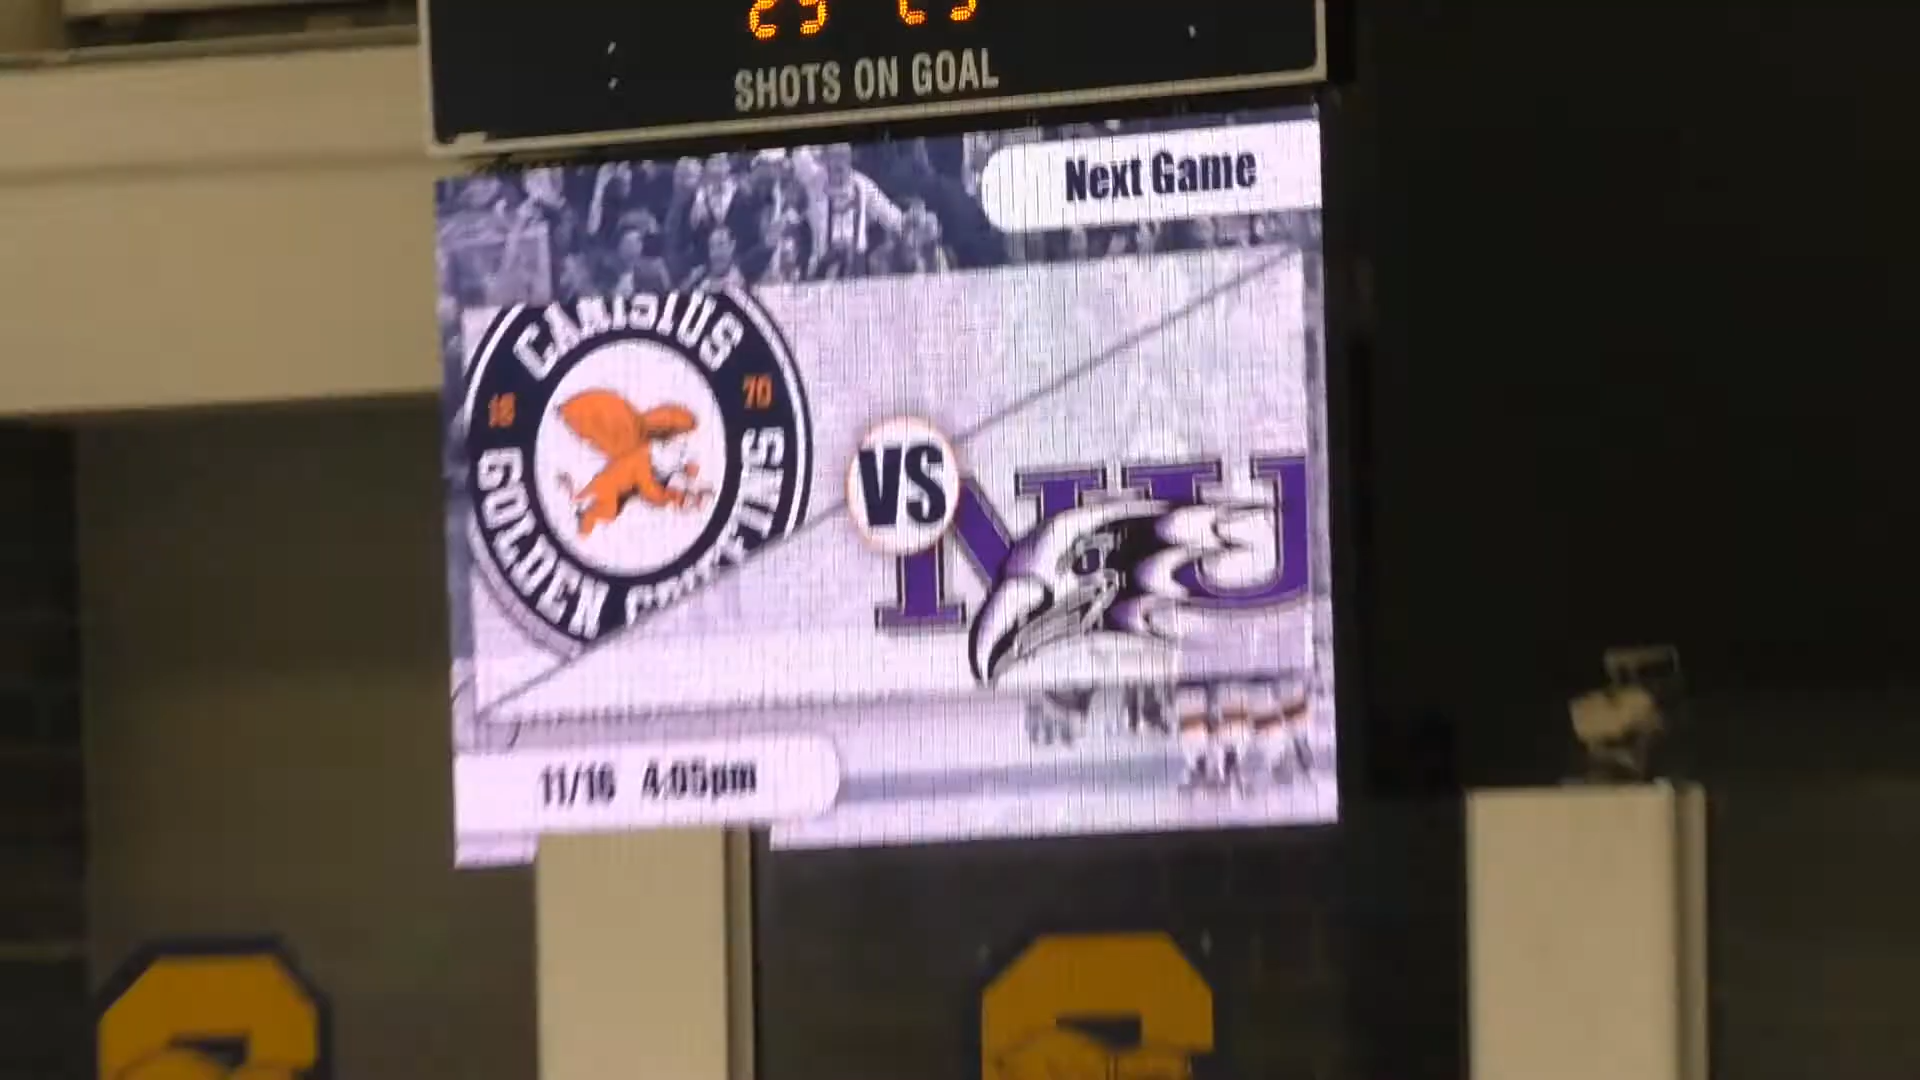 SHOTS ON GOAL
Next Game
CANISIUS
18 70
GOLDEN GRIFFINS
VS
NU
11/16 4:05pm